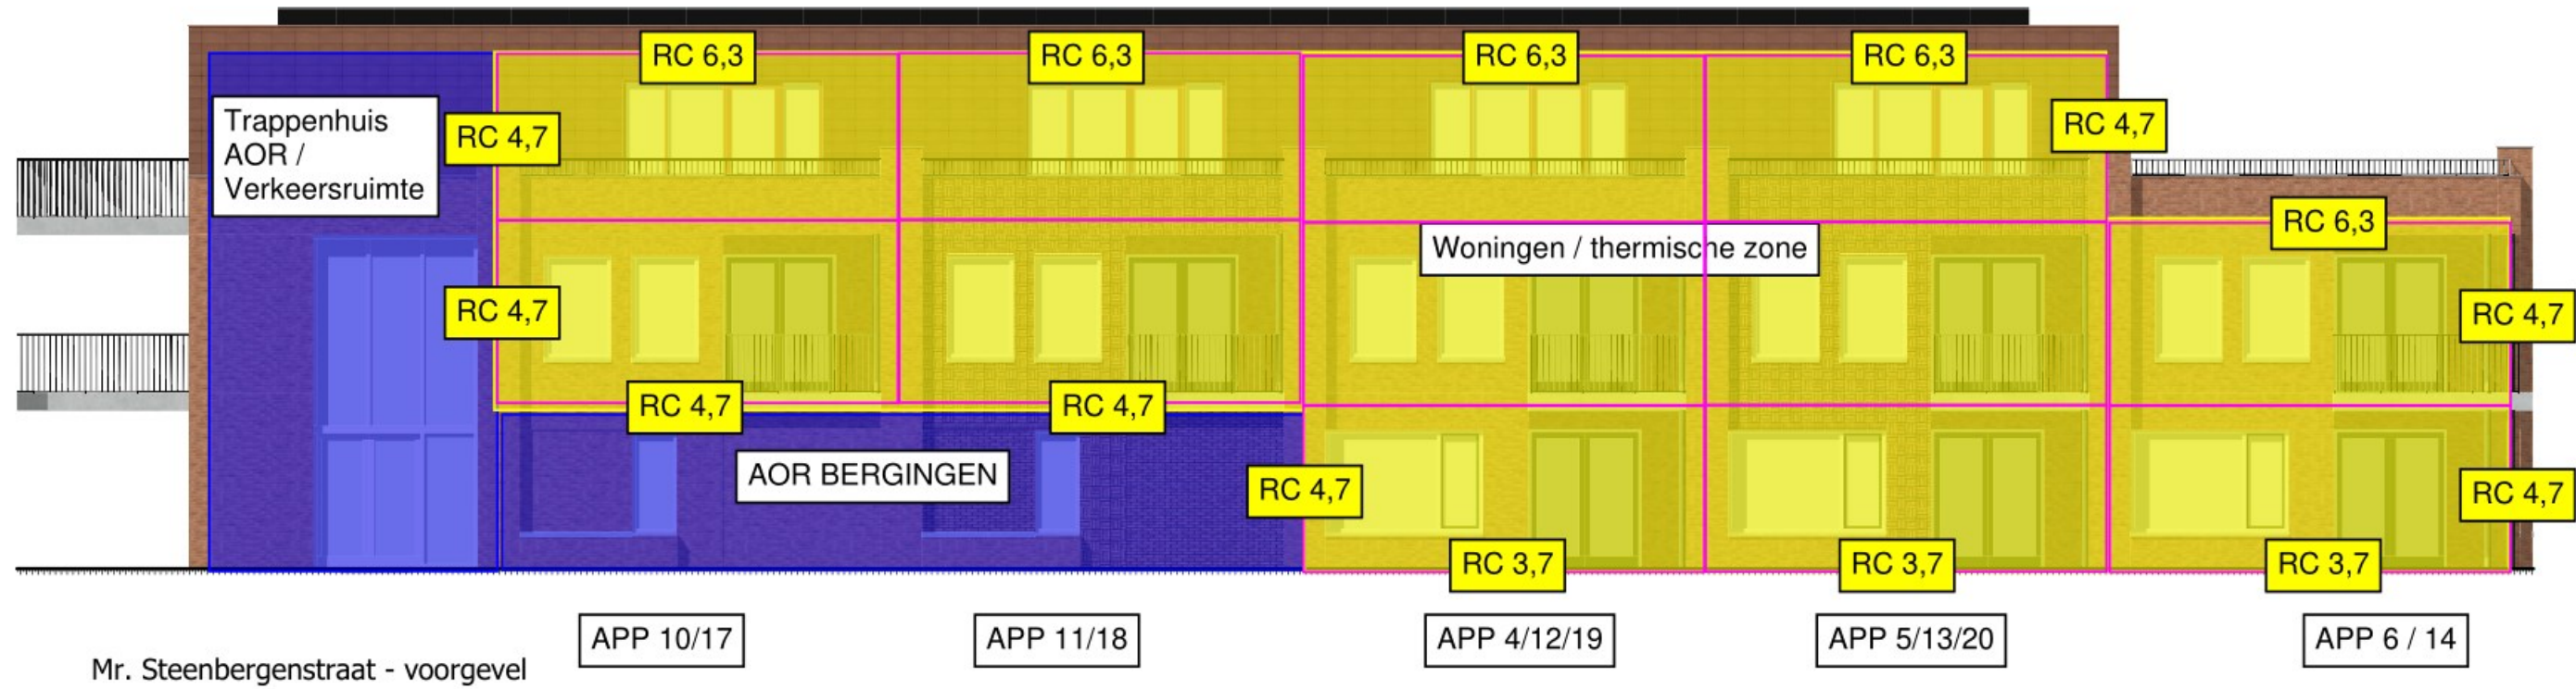 RC 6,3
RC 6,3
RC 6,3
RC 6,3
Trappenhuis
AOR /
Verkeersruimte
RC 4,7
RC 4,7
RC 6,3
Woningen / thermische zone
RC 4,7
RC 4,7
RC 4,7
RC 4,7
AOR BERGINGEN
RC 4,7
RC 4,7
RC 3,7
RC 3,7
RC 3,7
APP 10/17
APP 11/18
APP 4/12/19
APP 5/13/20
APP 6 / 14
Mr. Steenbergenstraat - voorgevel